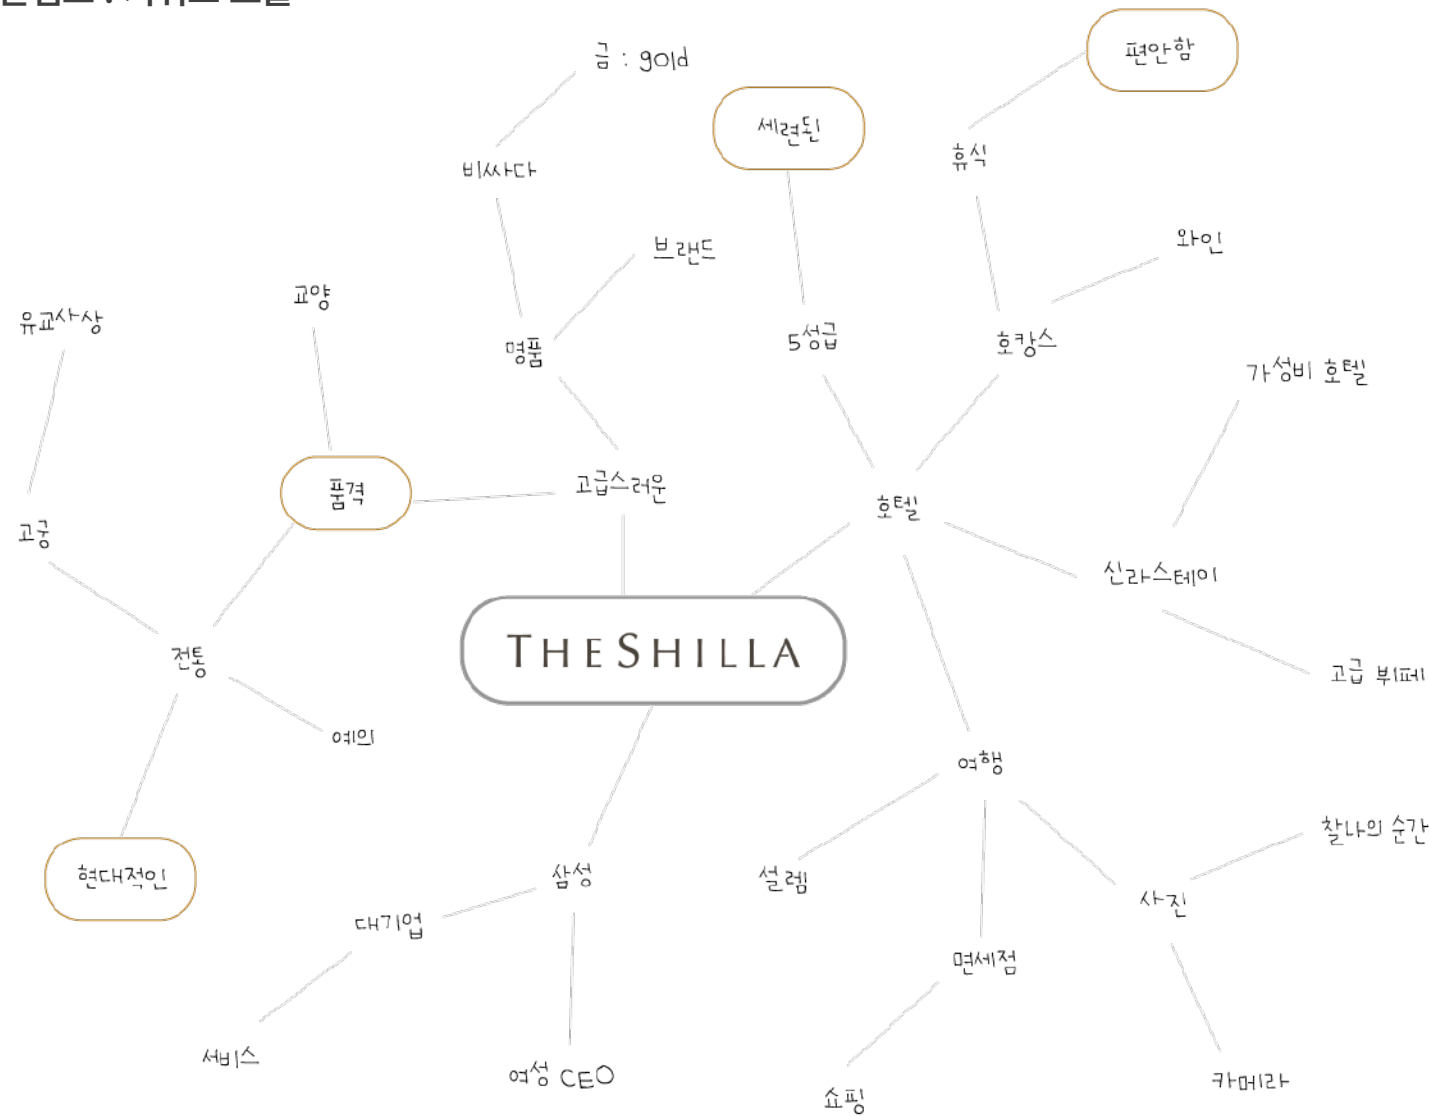 금 : gold
편안함
세련된
휴식
비싸다
와인
브랜드
교양
유교사상
5성급
호캉스
명품
가성비 호텔
품격
고급스러운
호텔
고궁
신라스테이
THE SHILLA
전통
고급 뷔페
예의
여행
찰나의 순간
현대적인
삼성
설렘
사진
대기업
면세점
서비스
여성 CEO
카메라
쇼핑